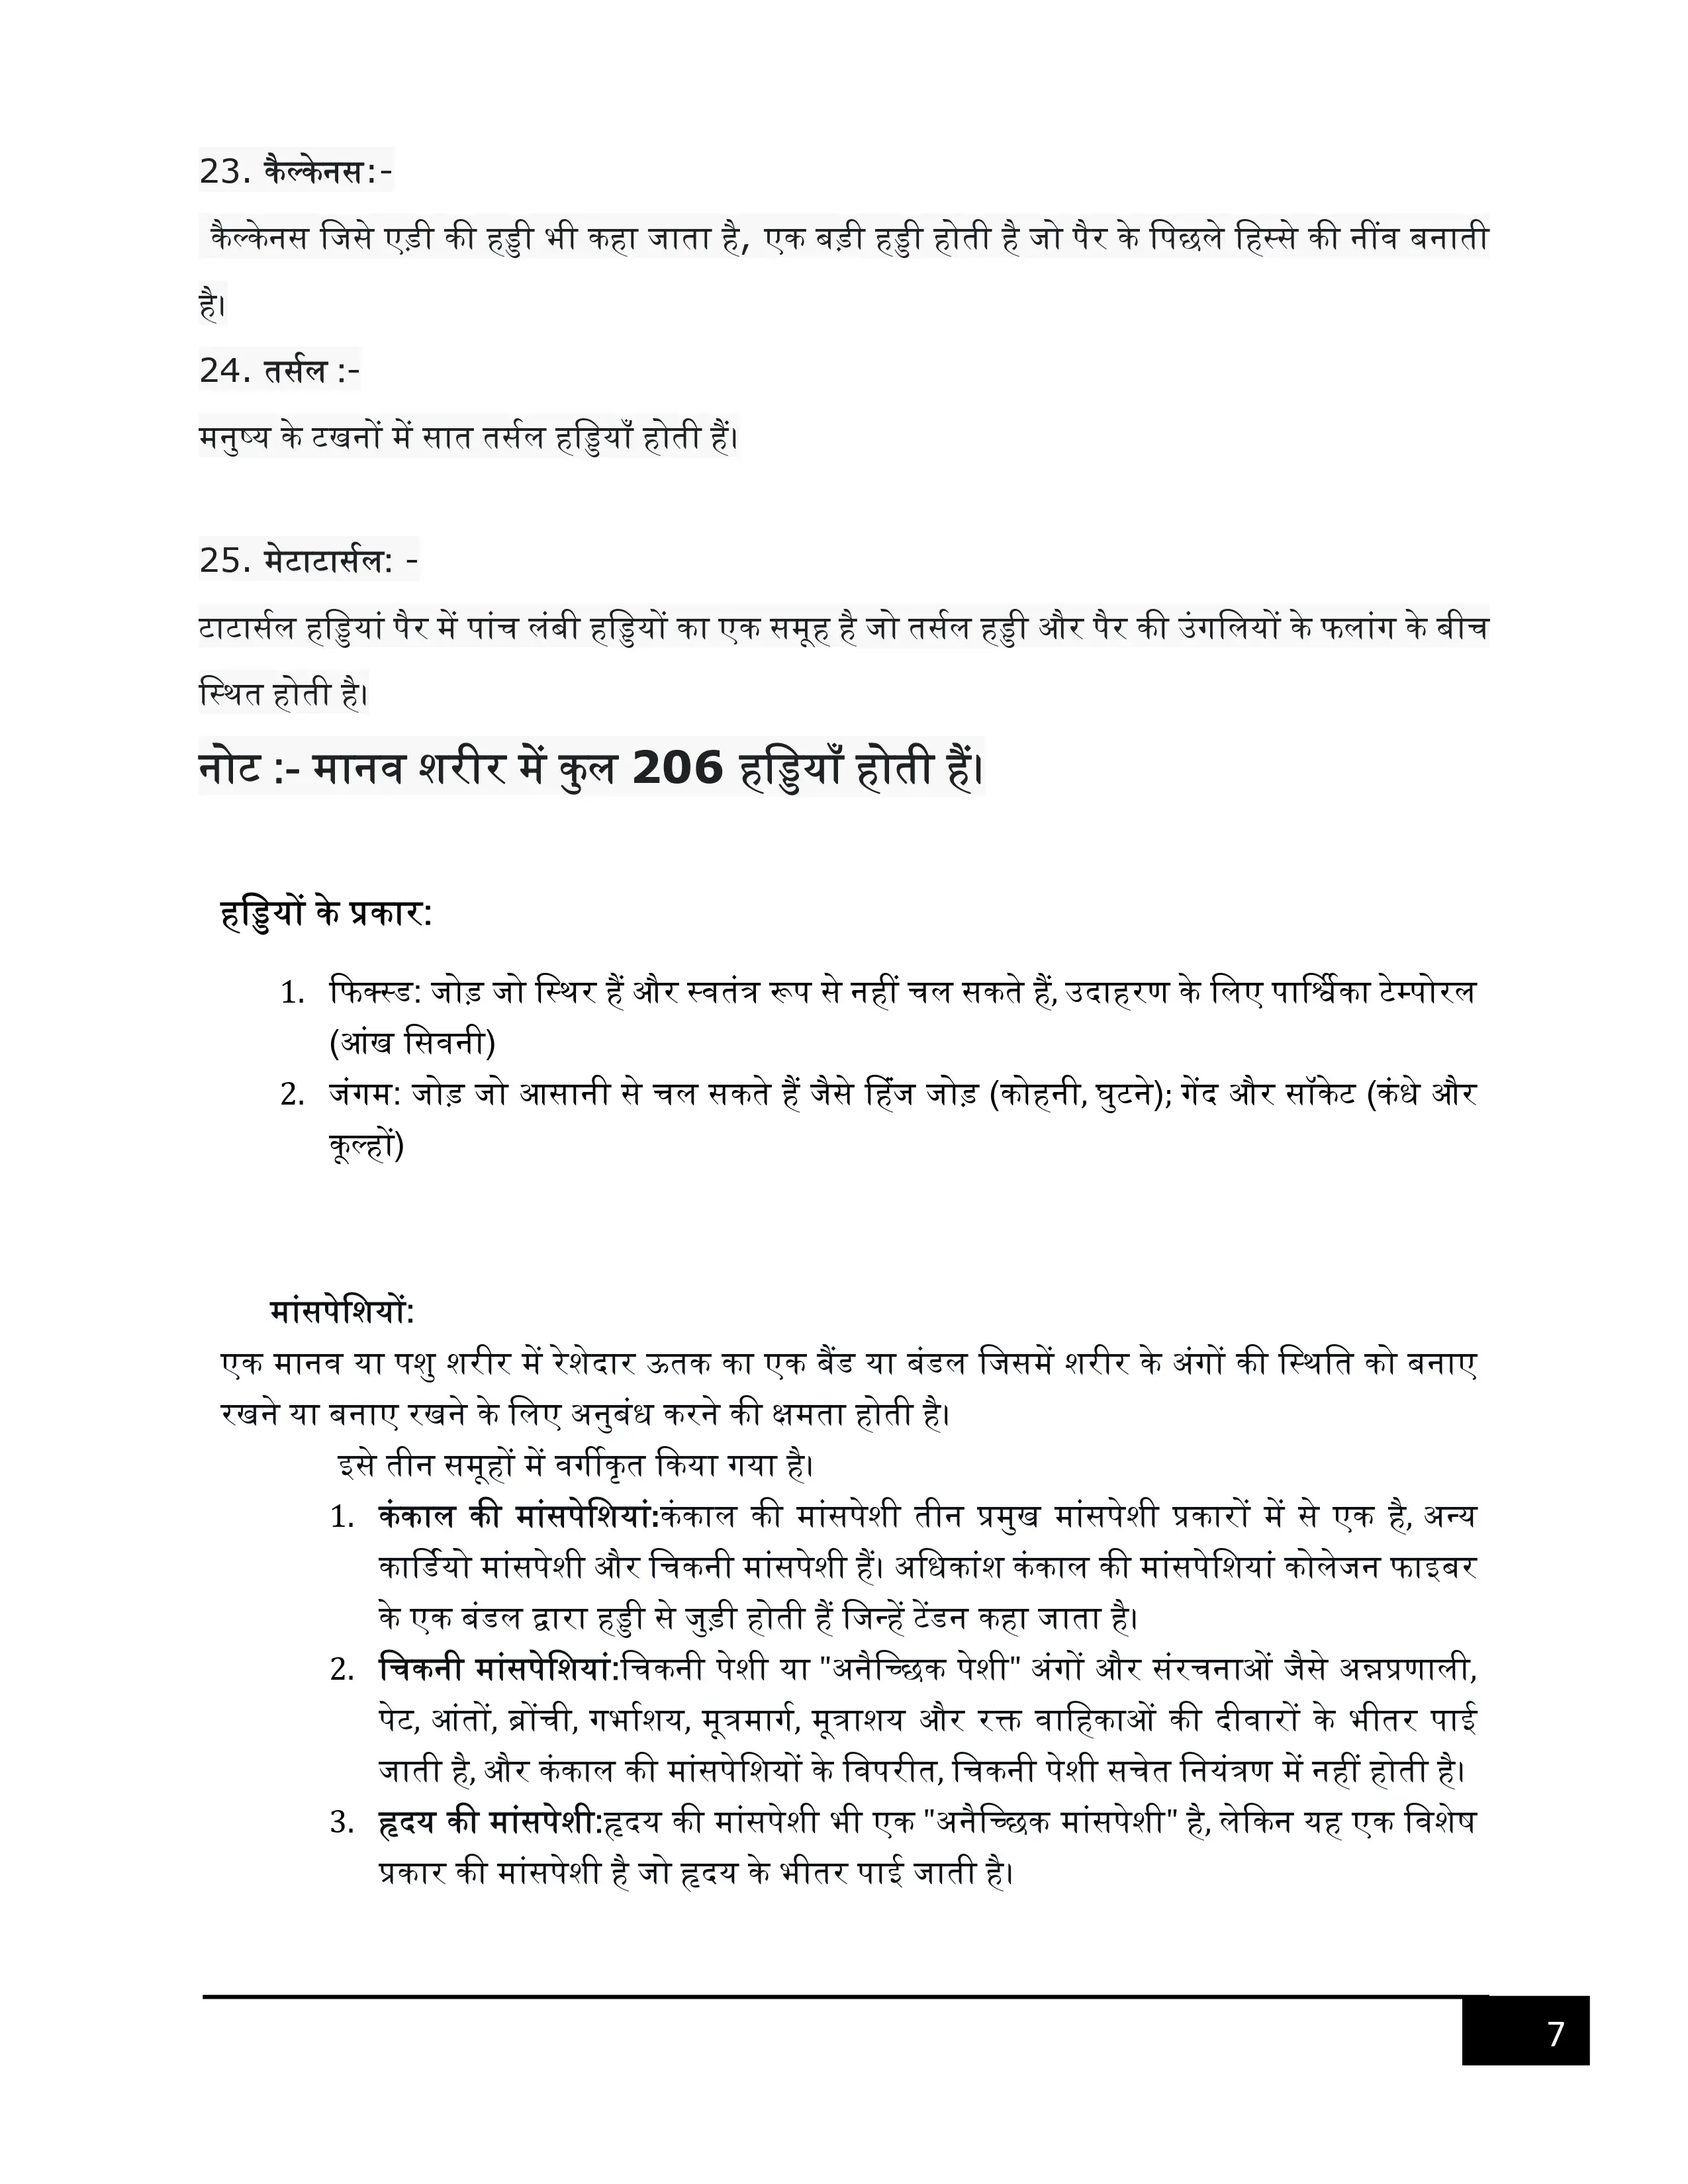 23. कैल्केनस:-
कैल्केनस जिसे एड़ी की हड्डी भी कहा जाता है, एक बड़ी हड्डी होती है जो पैर के पिछले हिस्से की नींव बनाती
है।
24. तर्सल :-
मनुष्य के टखनों में सात तर्सल हड्डियाँ होती हैं।
25. मेटाटार्सल: -
टाटार्सल हड्डियां पैर में पांच लंबी हड्डियों का एक समूह है जो तर्सल हड्डी और पैर की उंगलियों के फलांग के बीच
स्थित होती है।
नोट :- मानव शरीर में कुल 206 हड्डियाँ होती हैं।
हड्डियों के प्रकार:
1. फिक्स्ड: जोड़ जो स्थिर हैं और स्वतंत्र रूप से नहीं चल सकते हैं, उदाहरण के लिए पार्श्विका टेम्पोरल
(आंख सिवनी)
2. जंगम: जोड़ जो आसानी से चल सकते हैं जैसे हिंज जोड़ (कोहनी, घुटने); गेंद और सॉकेट (कंधे और
कूल्हों)
मांसपेशियों:
एक मानव या पशु शरीर में रेशेदार ऊतक का एक बैंड या बंडल जिसमें शरीर के अंगों की स्थिति को बनाए
रखने या बनाए रखने के लिए अनुबंध करने की क्षमता होती है।
इसे तीन समूहों में वर्गीकृत किया गया है।
1. कंकाल की मांसपेशियां:कंकाल की मांसपेशी तीन प्रमुख मांसपेशी प्रकारों में से एक है, अन्य
कार्डियो मांसपेशी और चिकनी मांसपेशी हैं। अधिकांश कंकाल की मांसपेशियां कोलेजन फाइबर
के एक बंडल द्वारा हड्डी से जुड़ी होती हैं जिन्हें टेंडन कहा जाता है।
2. चिकनी मांसपेशियां:चिकनी पेशी या "अनैच्छिक पेशी" अंगों और संरचनाओं जैसे अन्नप्रणाली,
पेट, आंतों, ब्रोंची, गर्भाशय, मूत्रमार्ग, मूत्राशय और रक्त वाहिकाओं की दीवारों के भीतर पाई
जाती है, और कंकाल की मांसपेशियों के विपरीत, चिकनी पेशी सचेत नियंत्रण में नहीं होती है।
3. हृदय की मांसपेशी:हृदय की मांसपेशी भी एक "अनैच्छिक मांसपेशी" है, लेकिन यह एक विशेष
प्रकार की मांसपेशी है जो हृदय के भीतर पाई जाती है।
7